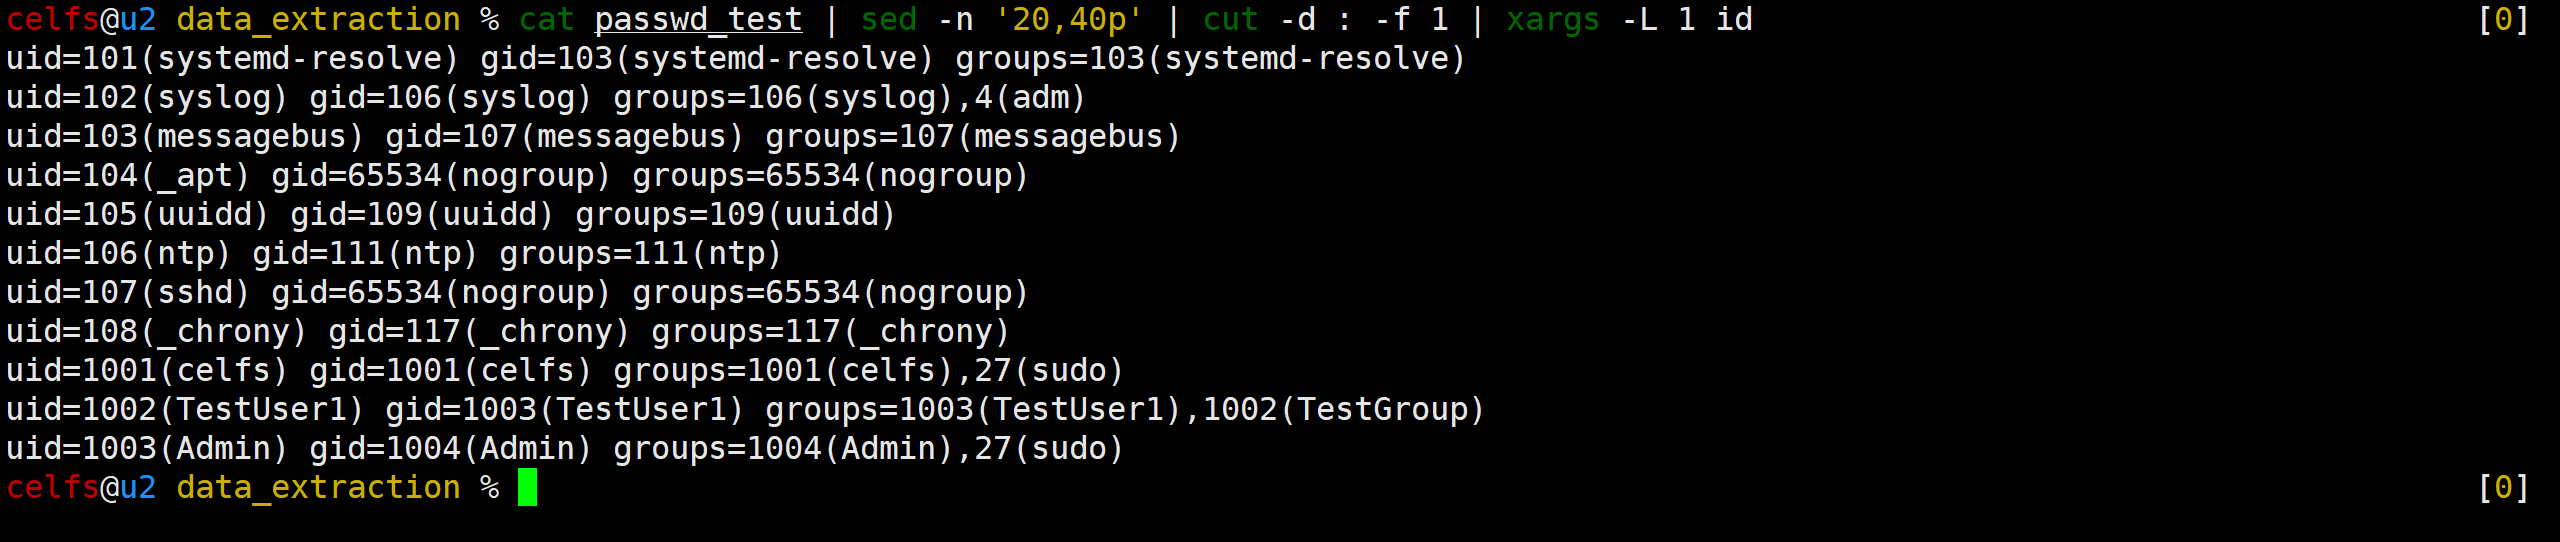 celfs@u2 data_extraction % cat passwd_test | sed -n '20,40p' | cut -d : -f 1 | xargs -L 1 id [0]
uid=101(systemd-resolve) gid=103(systemd-resolve) groups=103(systemd-resolve)
uid=102(syslog) gid=106(syslog) groups=106(syslog),4(adm)
uid=103(messagebus) gid=107(messagebus) groups=107(messagebus)
uid=104(_apt) gid=65534(nogroup) groups=65534(nogroup)
uid=105(uuidd) gid=109(uuidd) groups=109(uuidd)
uid=106(ntp) gid=111(ntp) groups=111(ntp)
uid=107(sshd) gid=65534(nogroup) groups=65534(nogroup)
uid=108(_chrony) gid=117(_chrony) groups=117(_chrony)
uid=1001(celfs) gid=1001(celfs) groups=1001(celfs),27(sudo)
uid=1002(TestUser1) gid=1003(TestUser1) groups=1003(TestUser1),1002(TestGroup)
uid=1003(Admin) gid=1004(Admin) groups=1004(Admin),27(sudo)
celfs@u2 data_extraction % [0]